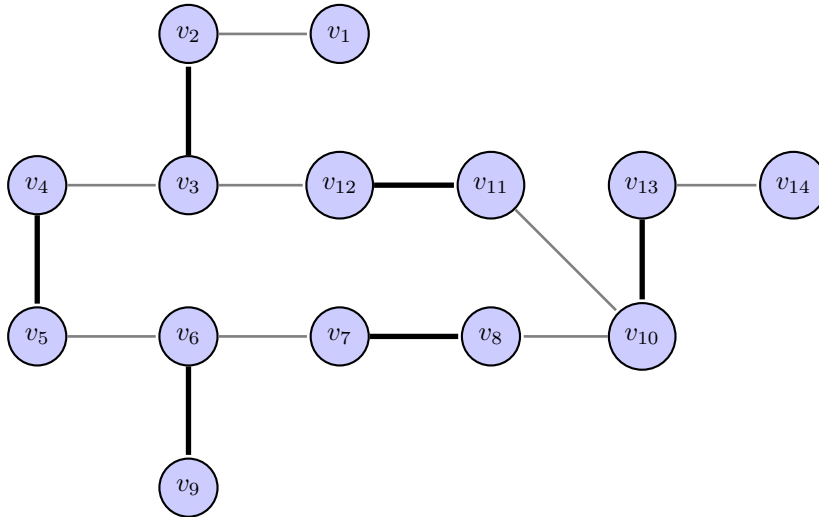 v₂ v₁
v₄ v₃ v₁₂ v₁₁ v₁₃ v₁₄
v₅ v₆ v₇ v₈ v₁₀
v₉